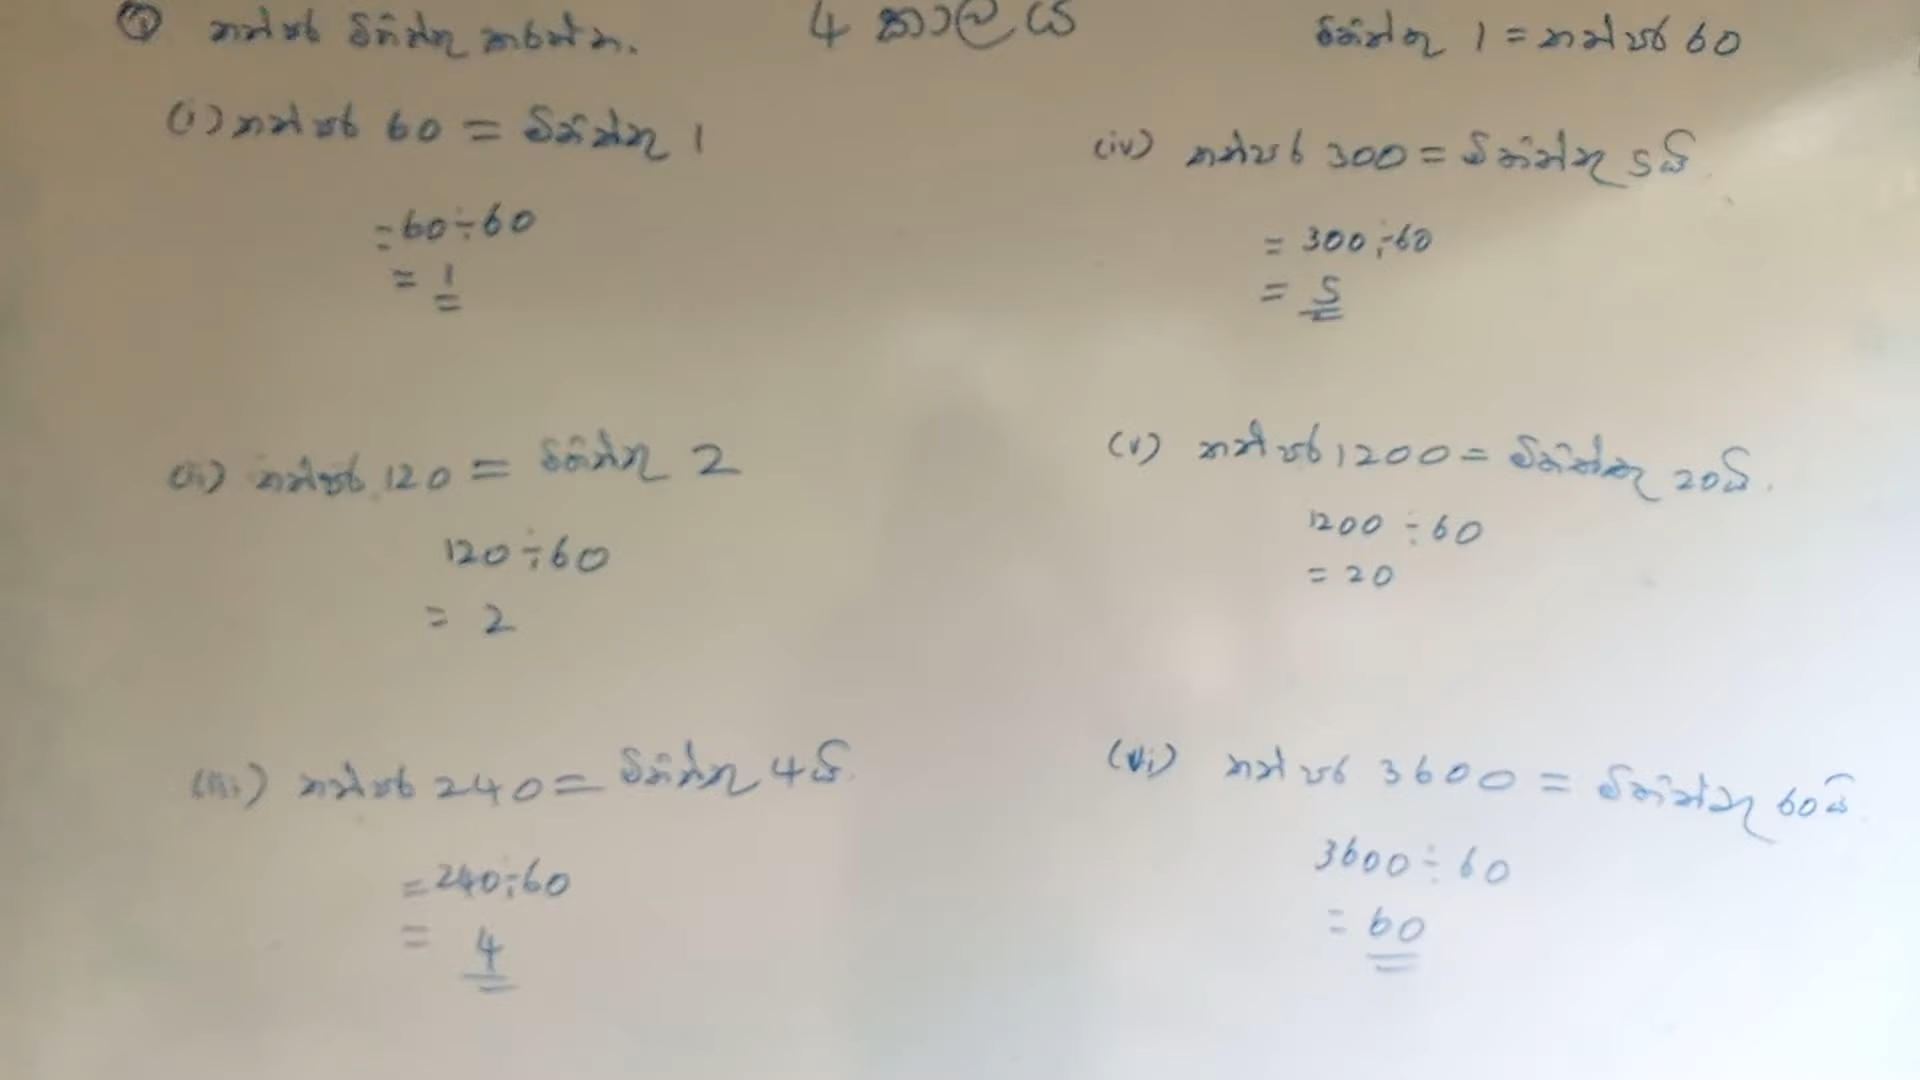 ① තත්පර මිනිත්තු කරන්න.
4 කාලය
මිනිත්තු 1 = තත්පර 60
(i) තත්පර 60 = මිනිත්තු 1
= 60 ÷ 60
= 1
(ii) තත්පර 120 = මිනිත්තු 2
120 ÷ 60
= 2
(iii) තත්පර 240 = මිනිත්තු 4යි.
= 240 ÷ 60
= 4
(iv) තත්පර 300 = මිනිත්තු 5යි.
= 300 ÷ 60
= 5
(v) තත්පර 1200 = මිනිත්තු 20යි.
1200 ÷ 60
= 20
(vi) තත්පර 3600 = මිනිත්තු 60යි.
3600 ÷ 60
= 60